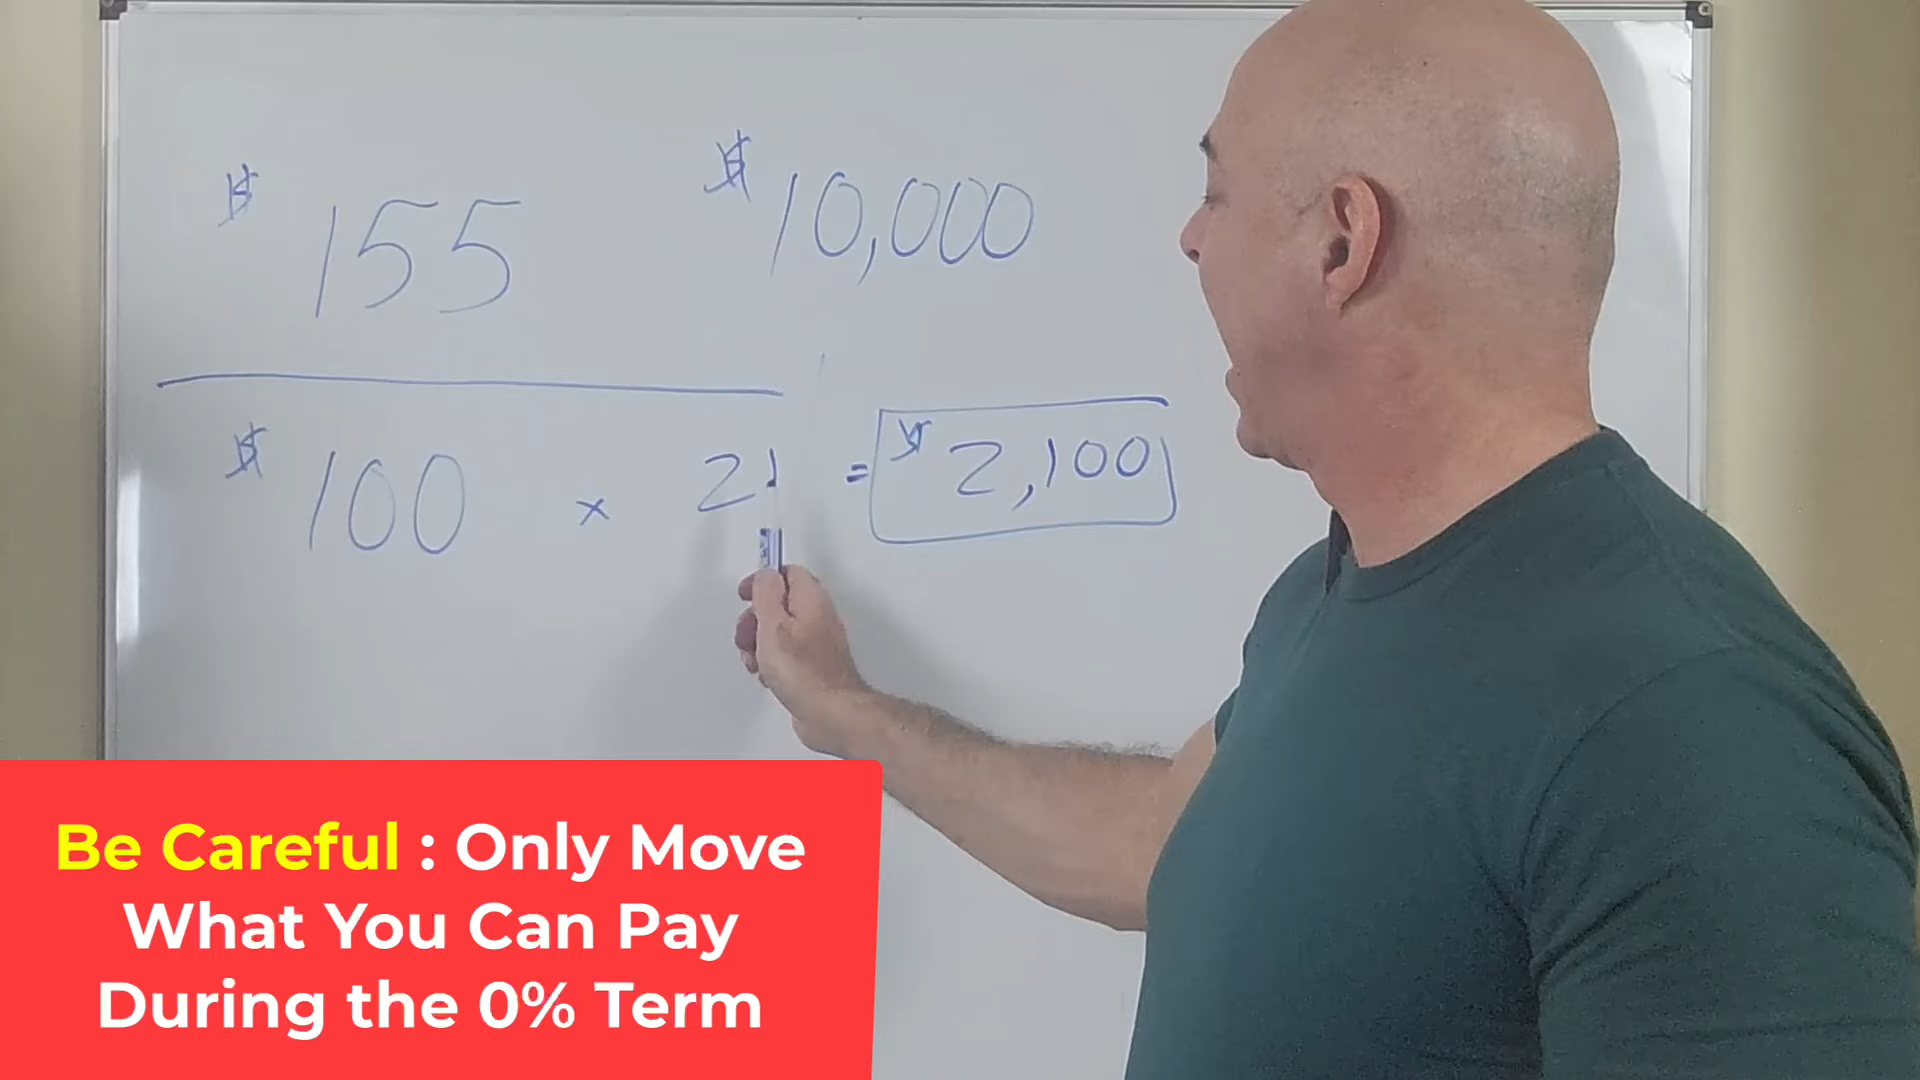 $ 155 $ 10,000
$ 100 x 21 = $ 2,100
Be Careful : Only Move
What You Can Pay
During the 0% Term